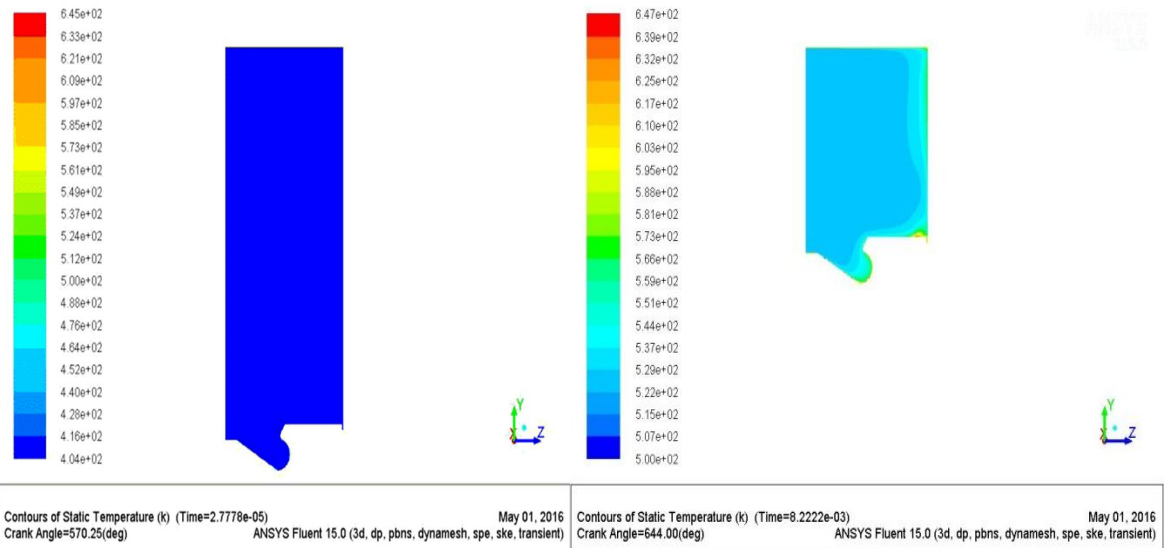 6.45e+02
6.33e+02
6.21e+02
6.09e+02
5.97e+02
5.85e+02
5.73e+02
5.61e+02
5.49e+02
5.37e+02
5.24e+02
5.12e+02
5.00e+02
4.88e+02
4.76e+02
4.64e+02
4.52e+02
4.40e+02
4.28e+02
4.16e+02
4.04e+02
Y
X Z
Contours of Static Temperature (k) (Time=2.7778e-05) May 01, 2016
Crank Angle=570.25(deg) ANSYS Fluent 15.0 (3d, dp, pbns, dynamesh, spe, ske, transient)
6.47e+02
6.39e+02
6.32e+02
6.25e+02
6.17e+02
6.10e+02
6.03e+02
5.95e+02
5.88e+02
5.81e+02
5.73e+02
5.66e+02
5.59e+02
5.51e+02
5.44e+02
5.37e+02
5.29e+02
5.22e+02
5.15e+02
5.07e+02
5.00e+02
ANSYS
R15.0
Y
X Z
Contours of Static Temperature (k) (Time=8.2222e-03) May 01, 2016
Crank Angle=644.00(deg) ANSYS Fluent 15.0 (3d, dp, pbns, dynamesh, spe, ske, transient)